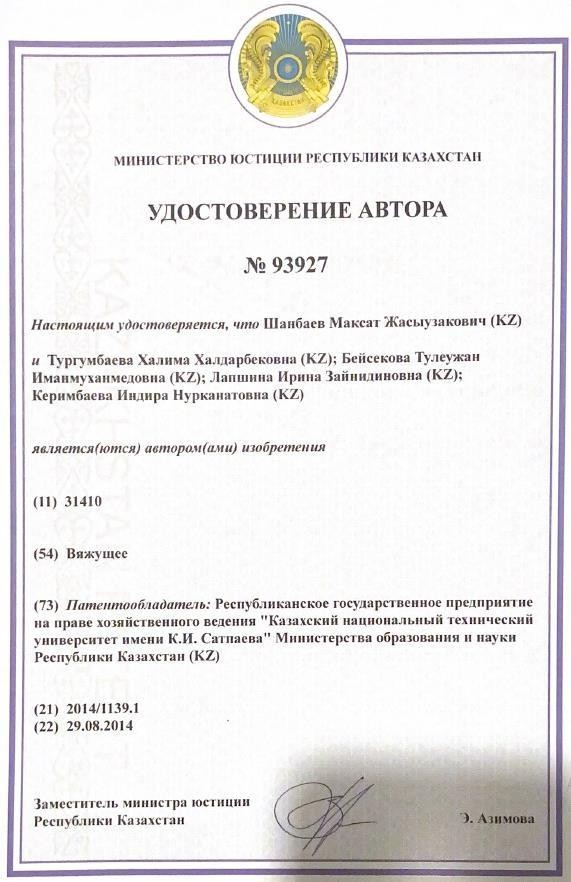 ҚАЗАҚСТАН
МИНИСТЕРСТВО ЮСТИЦИИ РЕСПУБЛИКИ КАЗАХСТАН
УДОСТОВЕРЕНИЕ АВТОРА
№ 93927
Настоящим удостоверяется, что Шанбаев Максат Жасыузакович (KZ)
и Тургумбаева Халима Халдарбековна (KZ); Бейсекова Тулеужан
Иманмуханмедовна (KZ); Лапшина Ирина Зайнидиновна (KZ);
Керимбаева Индира Нурканатовна (KZ)
является(ются) автором(ами) изобретения
(11) 31410
(54) Вяжущее
(73) Патентообладатель: Республиканское государственное предприятие
на праве хозяйственного ведения "Казахский национальный технический
университет имени К.И. Сатпаева" Министерства образования и науки
Республики Казахстан (KZ)
(21) 2014/1139.1
(22) 29.08.2014
Заместитель министра юстиции
Республики Казахстан
Э. Азимова